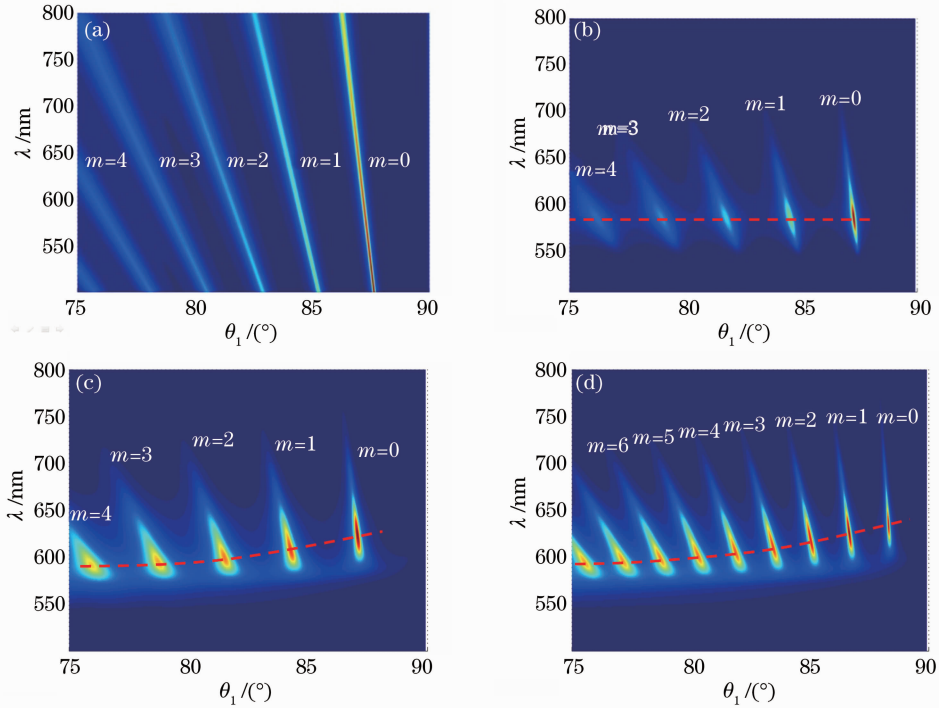 (a)
800
750
700
650
600
550
λ /nm
m=4
m=3
m=2
m=1
m=0
75
80
85
90
θ₁ /(°)
(b)
800
750
700
650
600
550
λ /nm
m=4
m=3
m=2
m=1
m=0
75
80
85
90
θ₁ /(°)
(c)
800
750
700
650
600
550
λ /nm
m=4
m=3
m=2
m=1
m=0
75
80
85
90
θ₁ /(°)
(d)
800
750
700
650
600
550
λ /nm
m=6
m=5
m=4
m=3
m=2
m=1
m=0
75
80
85
90
θ₁ /(°)